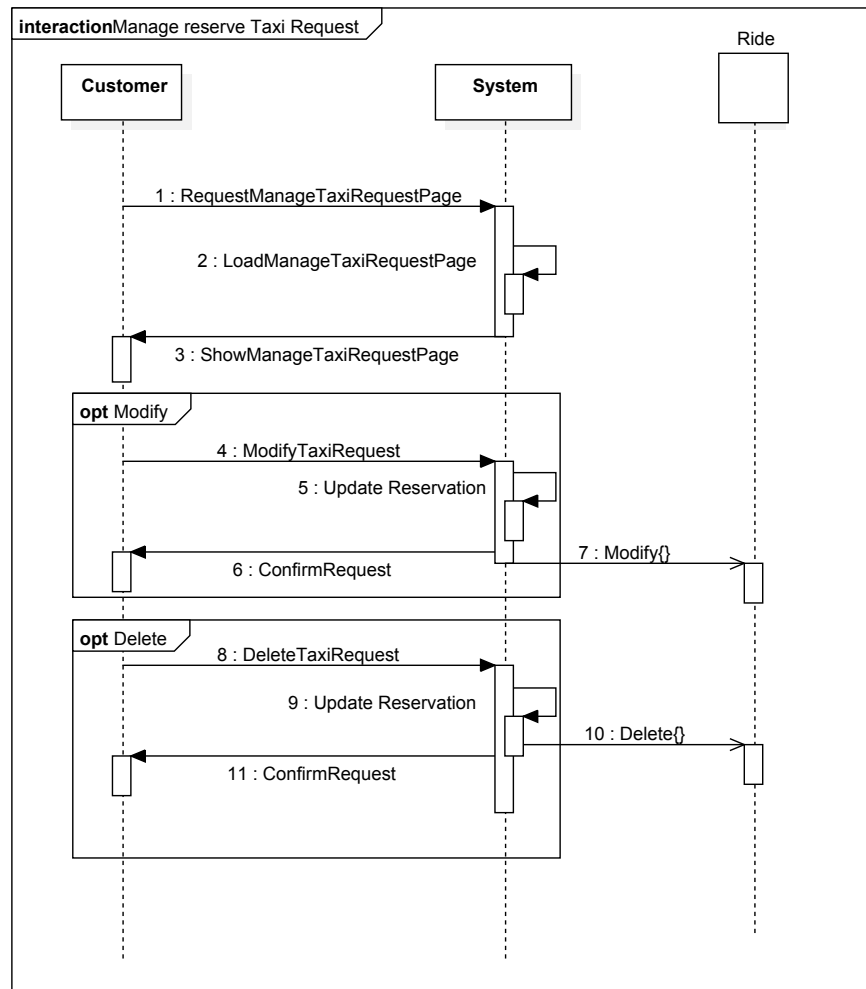 interactionManage reserve Taxi Request
Ride
Customer
System
1 : RequestManageTaxiRequestPage
2 : LoadManageTaxiRequestPage
3 : ShowManageTaxiRequestPage
opt Modify
4 : ModifyTaxiRequest
5 : Update Reservation
7 : Modify{}
6 : ConfirmRequest
opt Delete
8 : DeleteTaxiRequest
9 : Update Reservation
10 : Delete{}
11 : ConfirmRequest